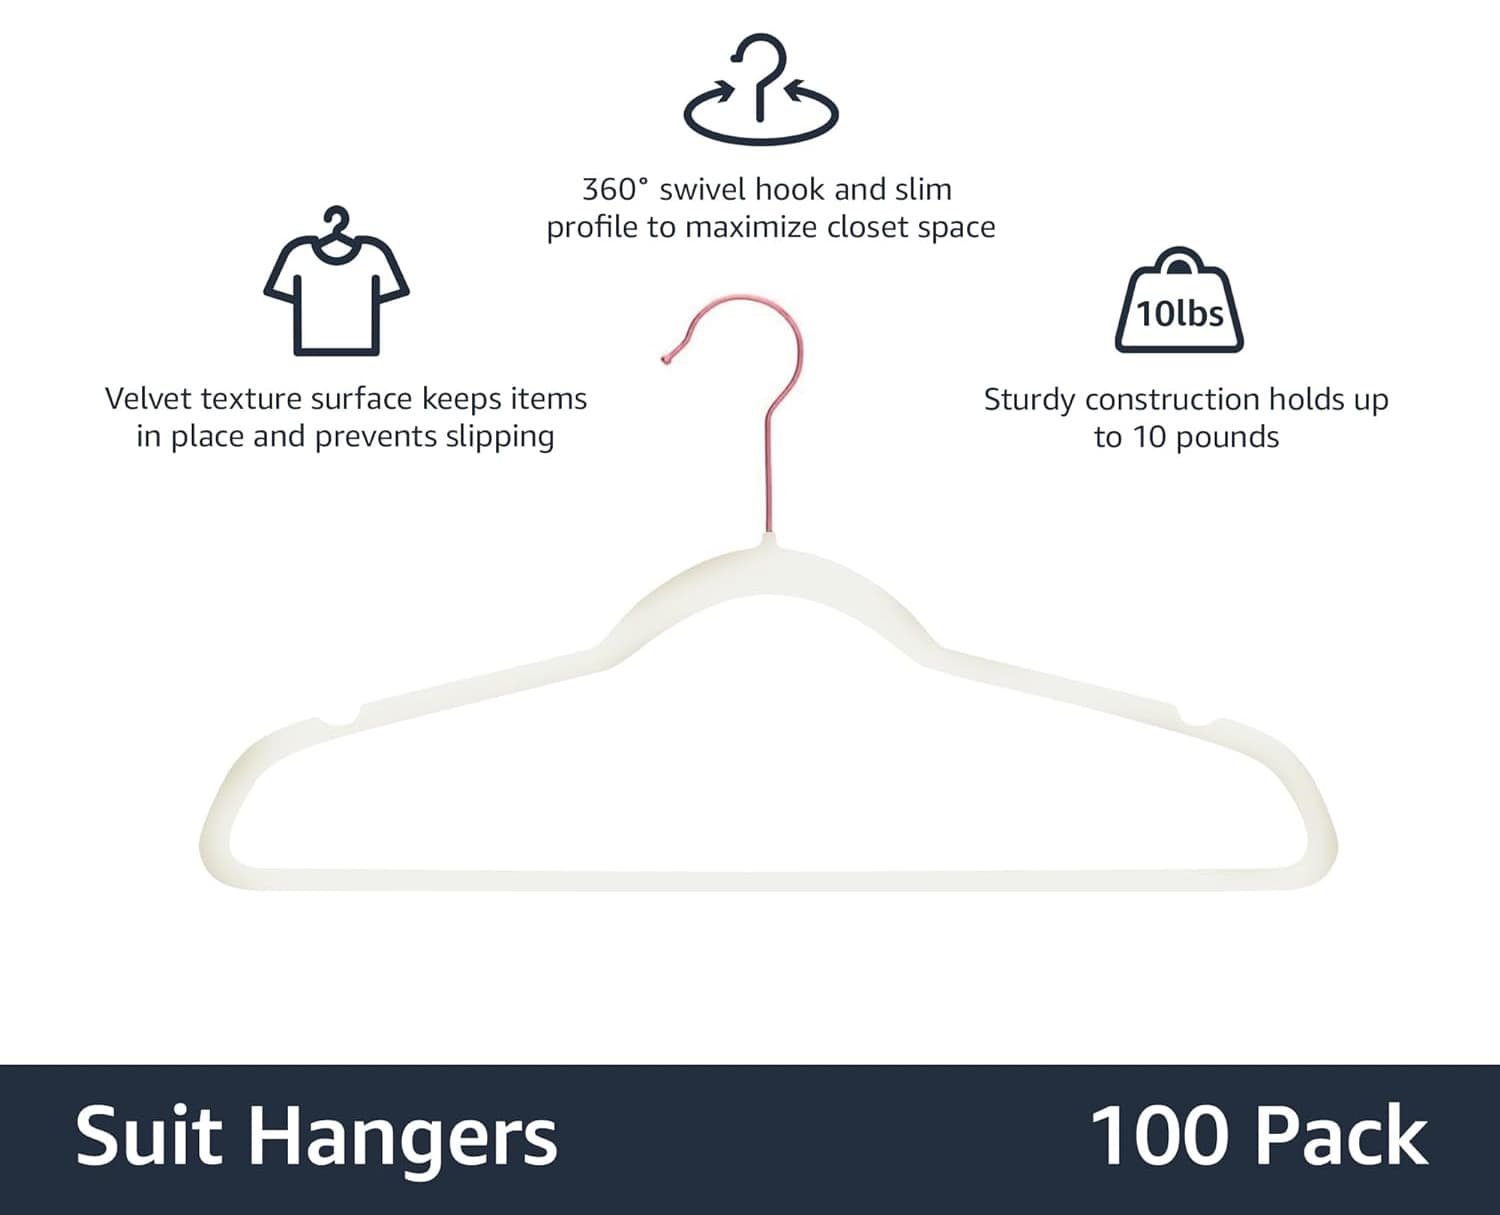 360° swivel hook and slim
profile to maximize closet space
Velvet texture surface keeps items
in place and prevents slipping
10lbs
Sturdy construction holds up
to 10 pounds
Suit Hangers
100 Pack